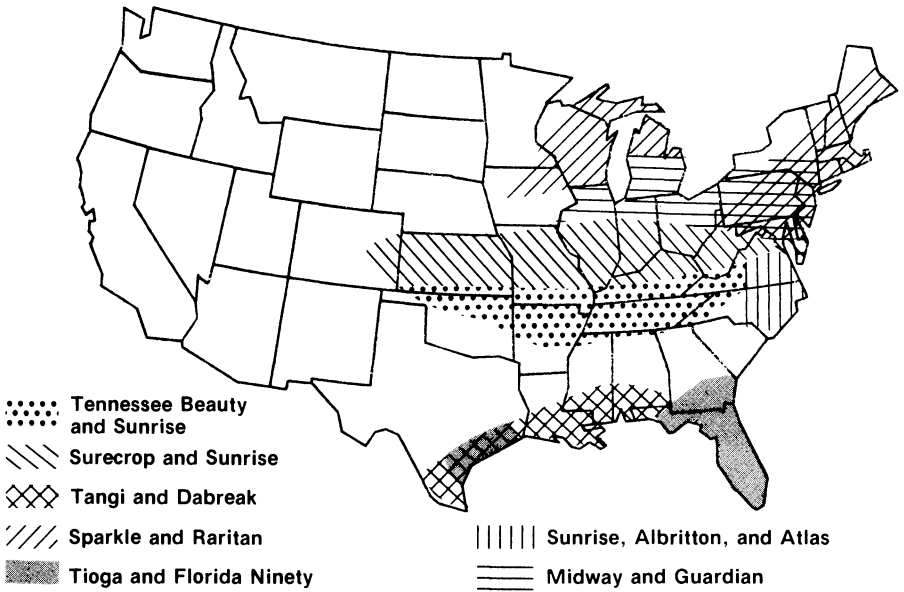 Tennessee Beauty
and Sunrise
Surecrop and Sunrise
Tangi and Dabreak
Sparkle and Raritan
Tioga and Florida Ninety
Sunrise, Albritton, and Atlas
Midway and Guardian